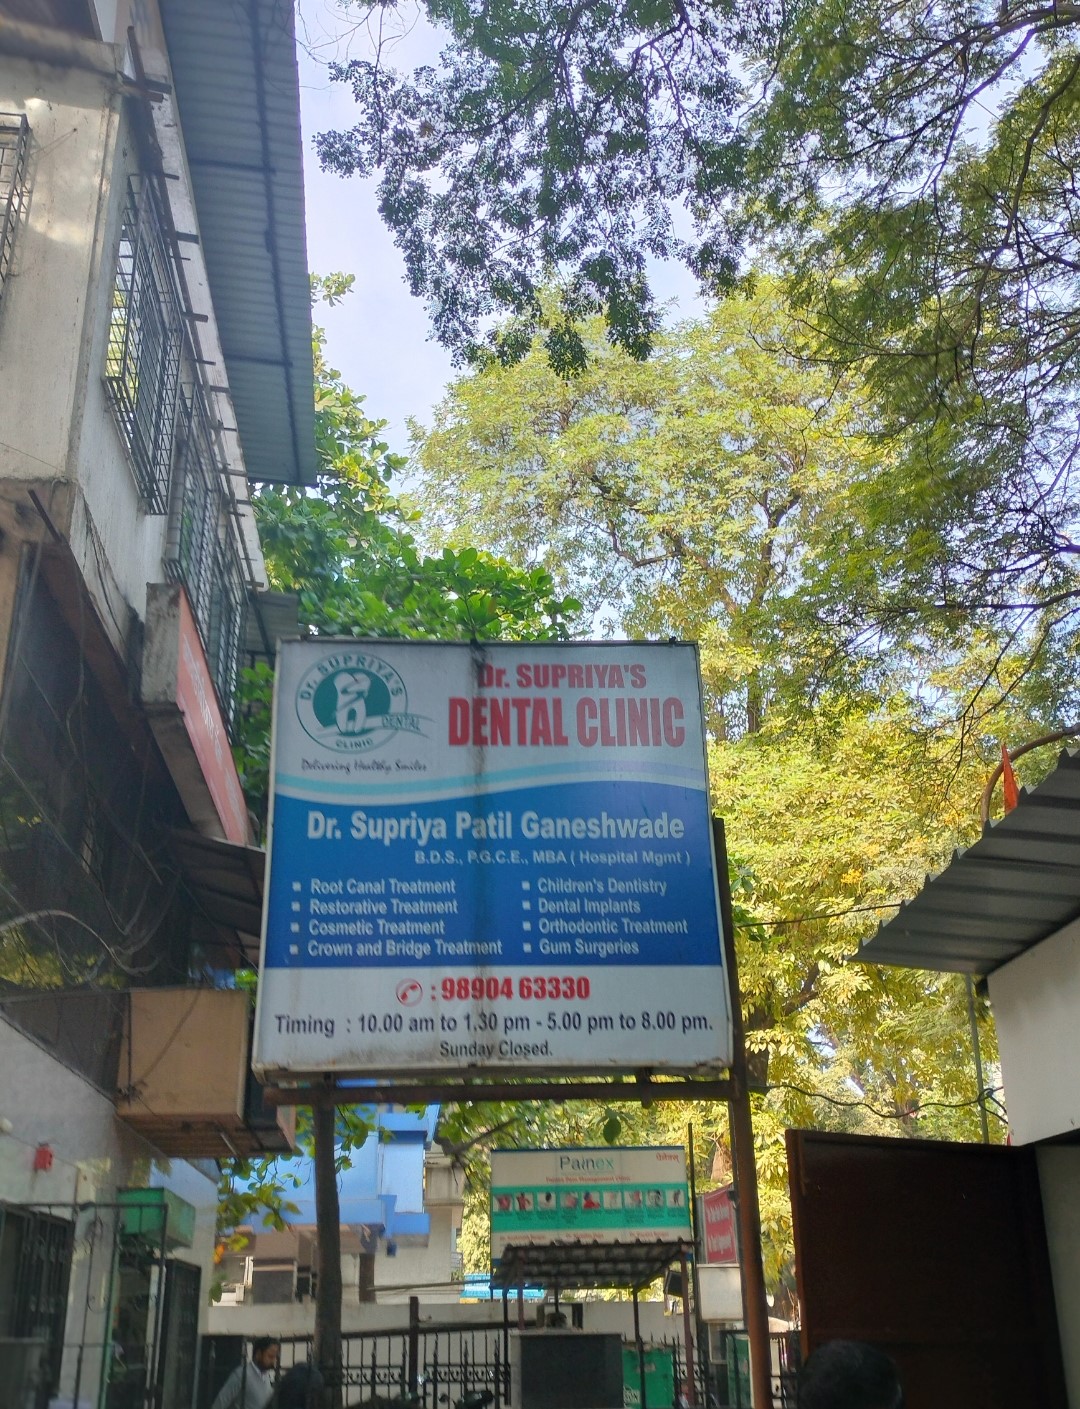 Dr. SUPRIYA'S
DENTAL
CLINIC
Delivering Healthy Smiles
Dr. SUPRIYA'S
DENTAL CLINIC
Dr. Supriya Patil Ganeshwade
B.D.S., P.G.C.E., MBA ( Hospital Mgmt )
Root Canal Treatment
Restorative Treatment
Cosmetic Treatment
Crown and Bridge Treatment
Children's Dentistry
Dental Implants
Orthodontic Treatment
Gum Surgeries
: 98904 63330
Timing : 10.00 am to 1.30 pm - 5.00 pm to 8.00 pm.
Sunday Closed.
Painex